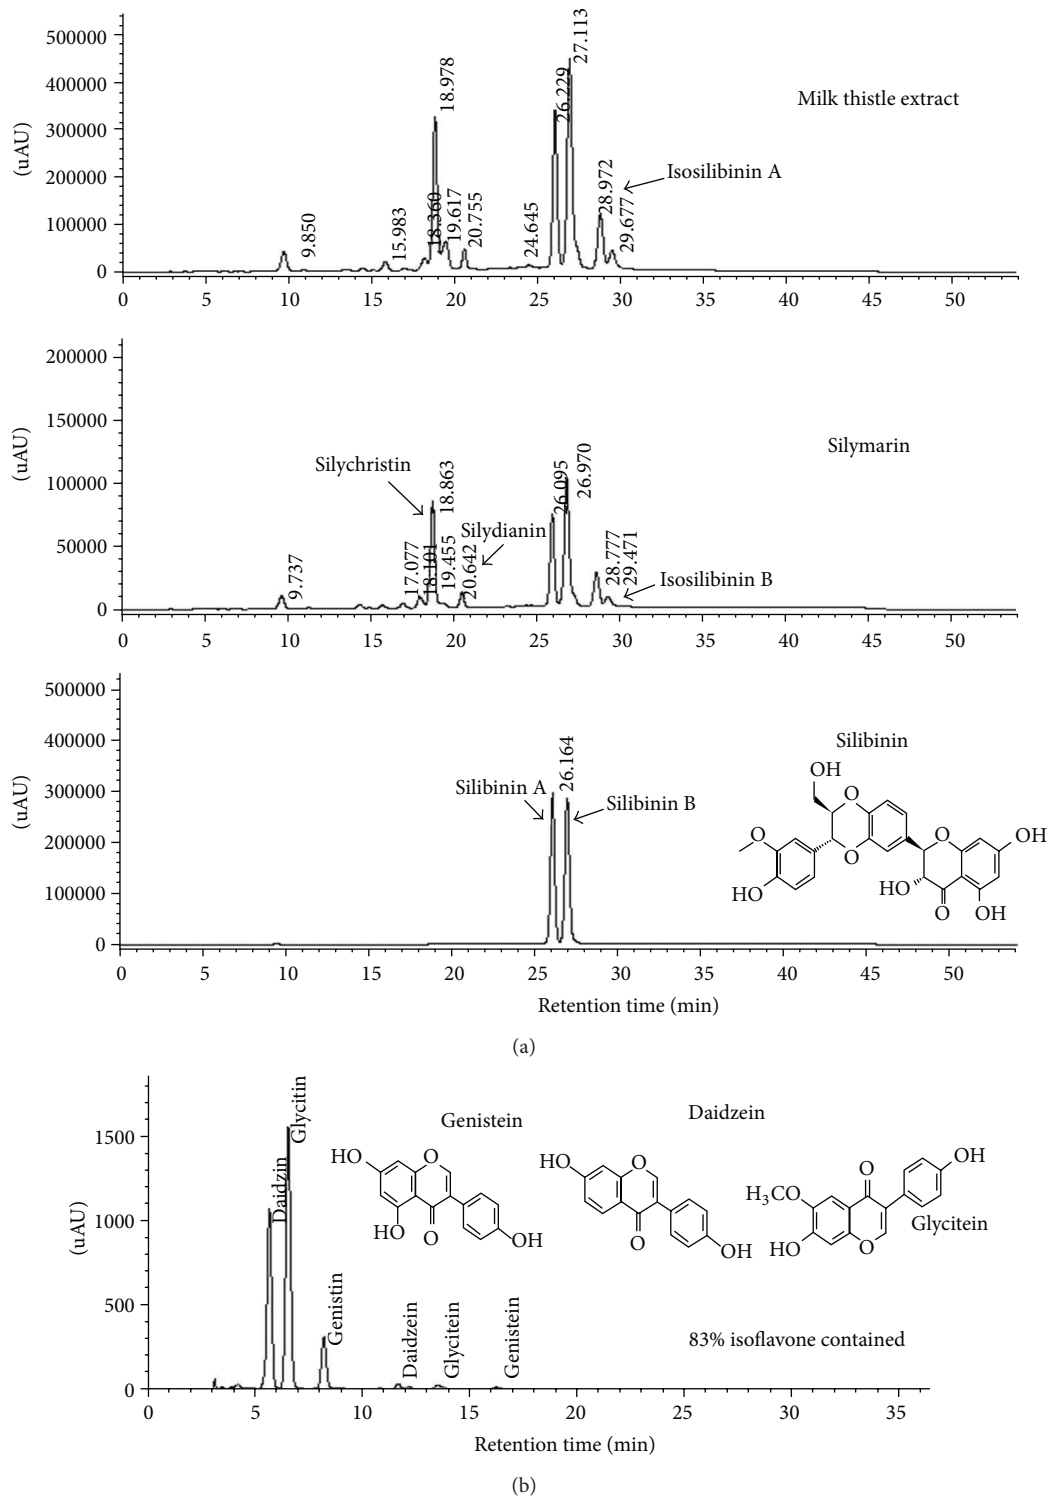 500000
400000
300000
200000
100000
0
(uAU)
Milk thistle extract
9.850
15.983
18.360
18.978
19.617
20.755
24.645
26.229
27.113
28.972
29.677
Isosilibinin A
0 5 10 15 20 25 30 35 40 45 50
200000
150000
100000
50000
0
(uAU)
Silymarin
9.737
Silychristin
17.077
18.101
18.863
19.455
20.642
Silydianin
26.095
26.970
28.777
29.471
Isosilibinin B
0 5 10 15 20 25 30 35 40 45 50
500000
400000
300000
200000
100000
0
(uAU)
Silibinin A
26.164
Silibinin B
Silibinin
OH
O
O
O
HO
O
OH
HO
O
OH
0 5 10 15 20 25 30 35 40 45 50
Retention time (min)
(a)
1500
1000
500
0
(uAU)
Daidzin
Glycitin
Genistin
Daidzein
Glycitein
Genistein
Genistein
HO
O
HO
O
OH
Daidzein
HO
O
O
OH
O
OH
H3CO
HO
O
Glycitein
83% isoflavone contained
0 5 10 15 20 25 30 35
Retention time (min)
(b)